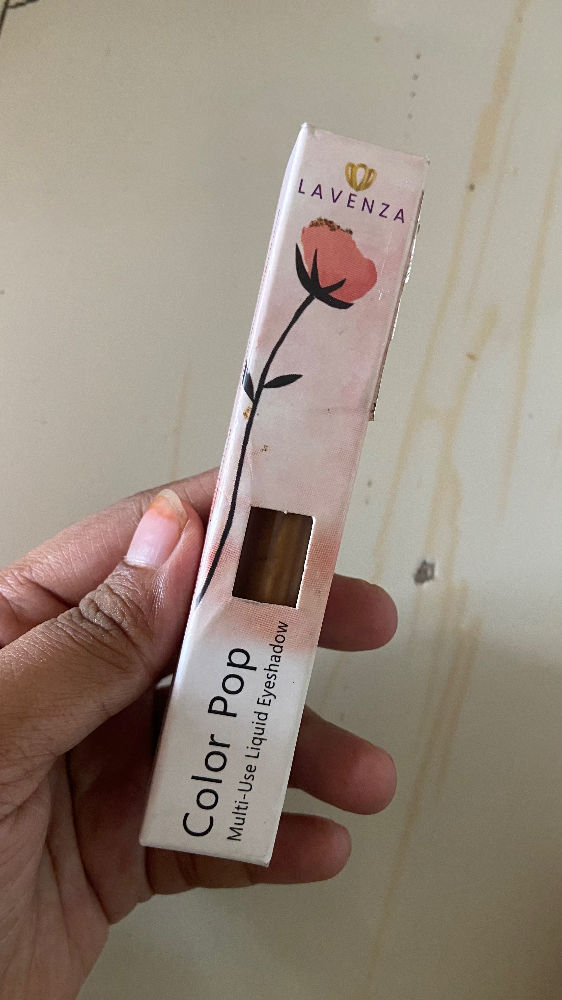 LAVENZA
Color Pop
Multi-Use Liquid Eyeshadow